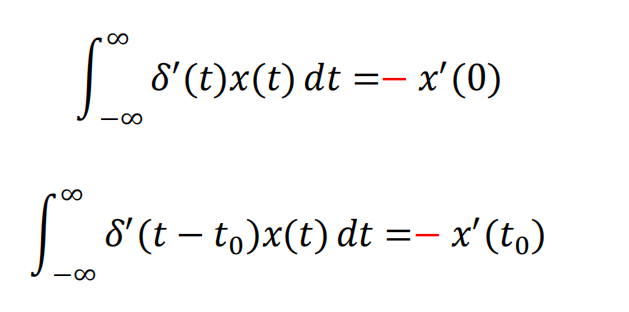 ∫_{-∞}^{∞} δ′(t)x(t) dt =− x′(0)
∫_{-∞}^{∞} δ′(t − t₀)x(t) dt =− x′(t₀)